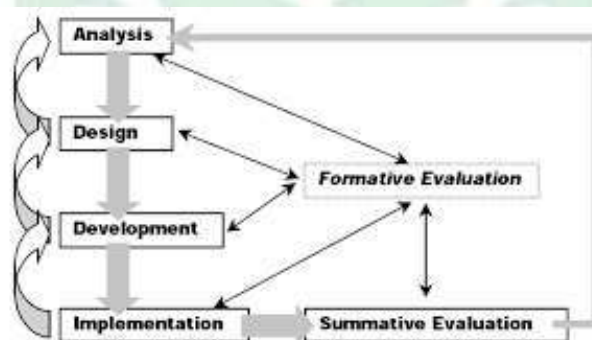 Analysis
Design
Formative Evaluation
Development
Implementation
Summative Evaluation